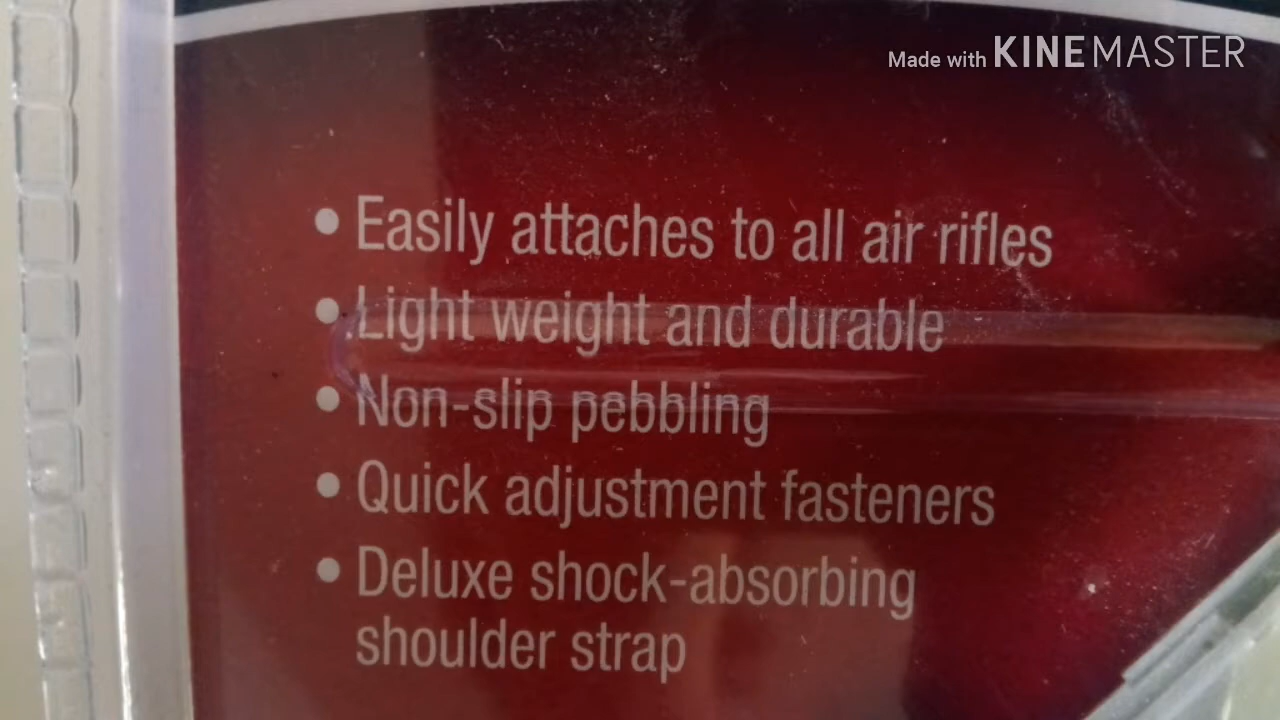 Made with KINEMASTER
• Easily attaches to all air rifles
• Light weight and durable
• Non-slip pebbling
• Quick adjustment fasteners
• Deluxe shock-absorbing
shoulder strap